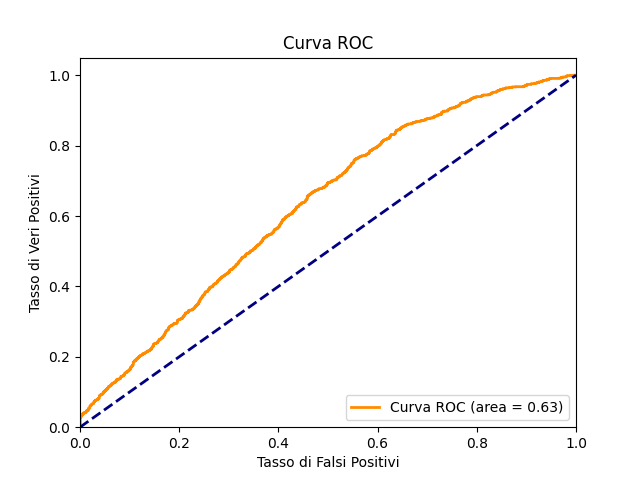 Curva ROC
1.0
0.8
0.6
0.4
0.2
0.0
Tasso di Veri Positivi
Curva ROC (area = 0.63)
0.0 0.2 0.4 0.6 0.8 1.0
Tasso di Falsi Positivi